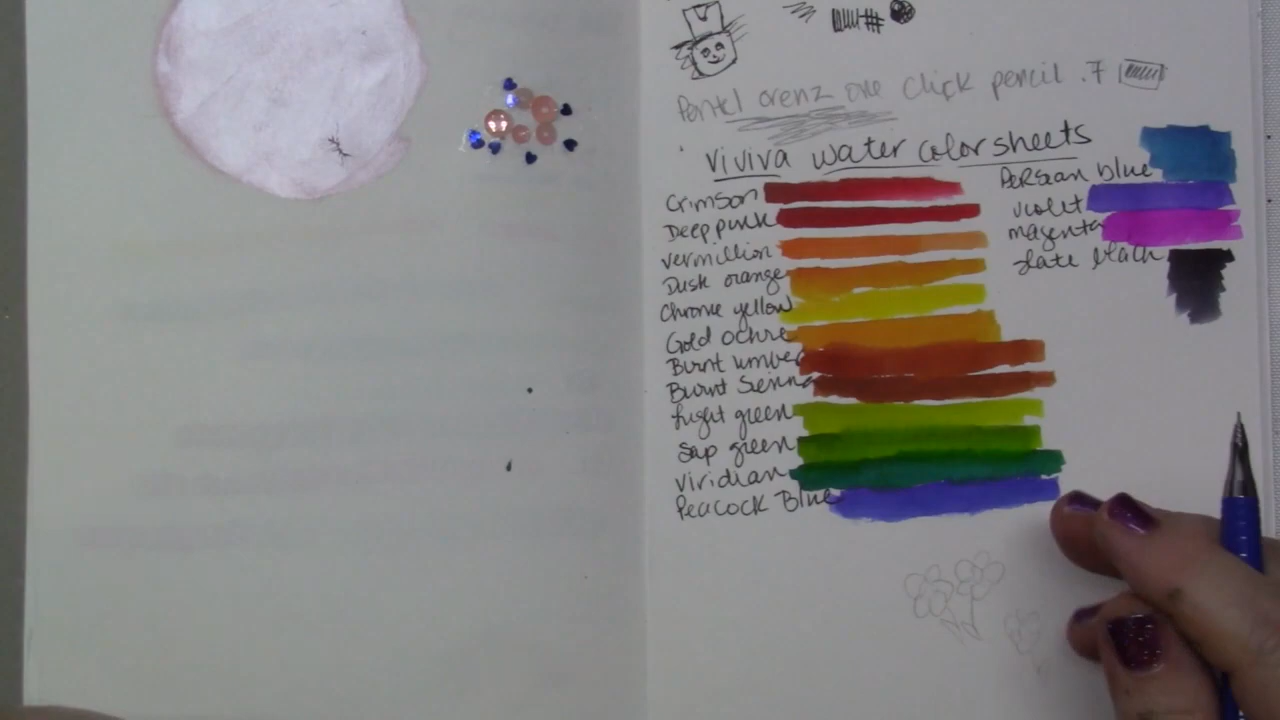 Pentel orenz one click pencil .7
viviva water color sheets
Crimson
Deep pink
vermillion
Dusk orange
Chrome yellow
Gold ochre
Burnt umber
Burnt Sienna
light green
Sap green
viridian
Peacock Blue
Persian blue
violet
magenta
slate black